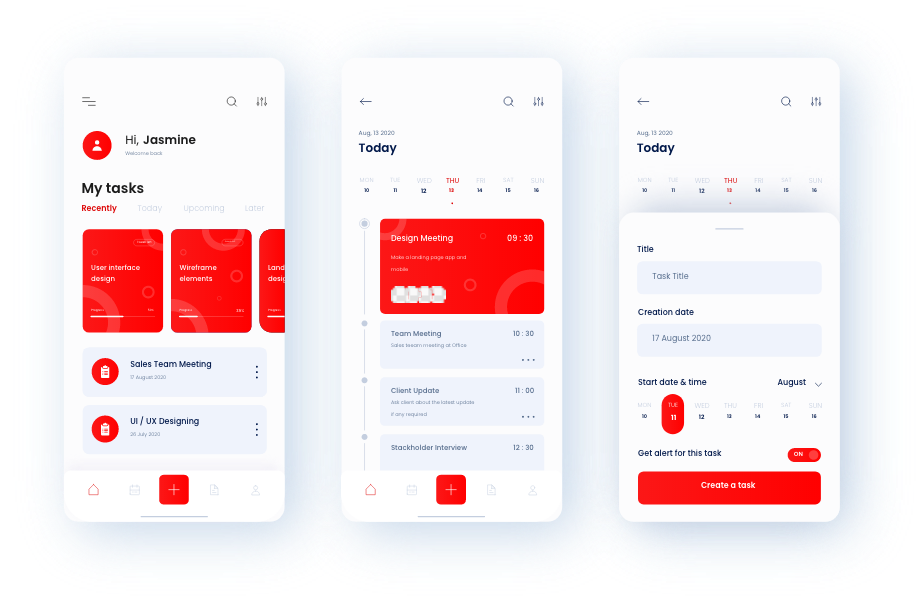 Hi, Jasmine
Welcome back
My tasks
Recently Today Upcoming Later
User interface
design
Progress
Wireframe
elements
Progress
Land
desig
Sales Team Meeting
17 August 2020
UI / UX Designing
26 July 2020
Aug, 13 2020
Today
MON TUE WED THU FRI SAT SUN
10 11 12 13 14 15 16
Design Meeting 09 : 30
Make a landing page app and
mobile
Team Meeting 10 : 30
Sales teaam meeting at Office
Client Update 11 : 00
Ask client about the latest update
if any required
Stackholder Interview 12 : 30
Aug, 13 2020
Today
MON TUE WED THU FRI SAT SUN
10 11 12 13 14 15 16
Title
Task Title
Creation date
17 August 2020
Start date & time August
MON TUE WED THU FRI SAT SUN
10 11 12 13 14 15 16
Get alert for this task ON
Create a task